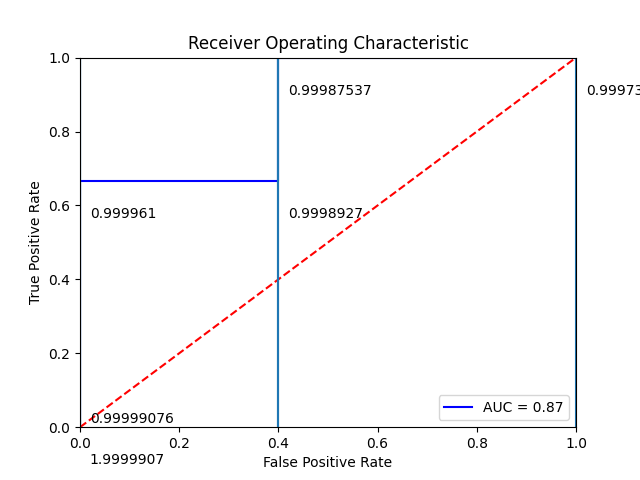 Receiver Operating Characteristic
1.0
0.99987537
0.99973
0.8
0.6
0.999961
0.9998927
True Positive Rate
0.4
0.2
AUC = 0.87
0.99999076
0.0
0.0 0.2 0.4 0.6 0.8 1.0
1.9999907
False Positive Rate